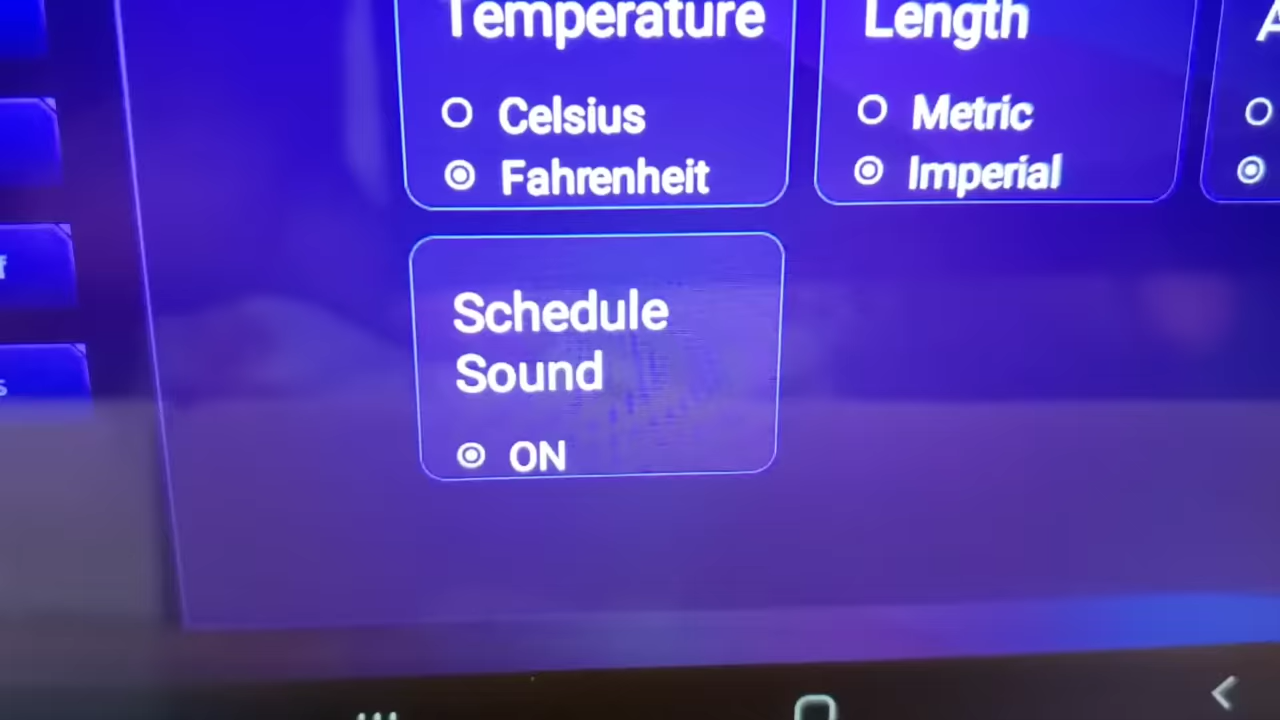 Temperature
Celsius
Fahrenheit
Length
Metric
Imperial
Schedule
Sound
ON